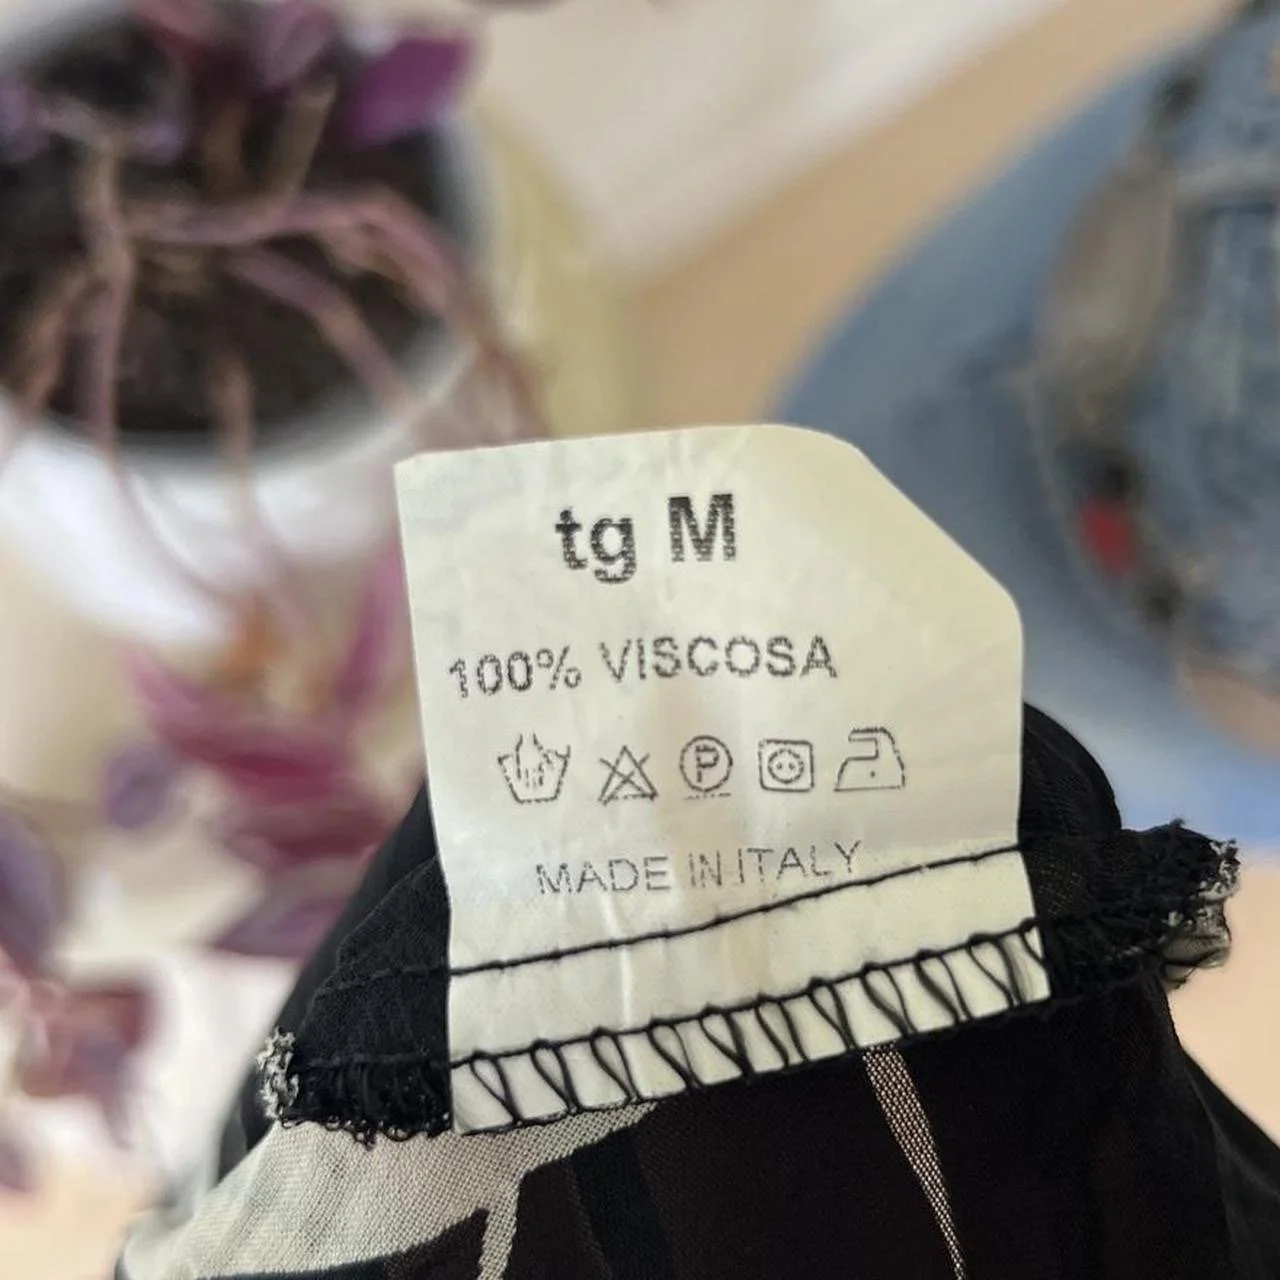 tg M
100% VISCOSA
P
MADE IN ITALY